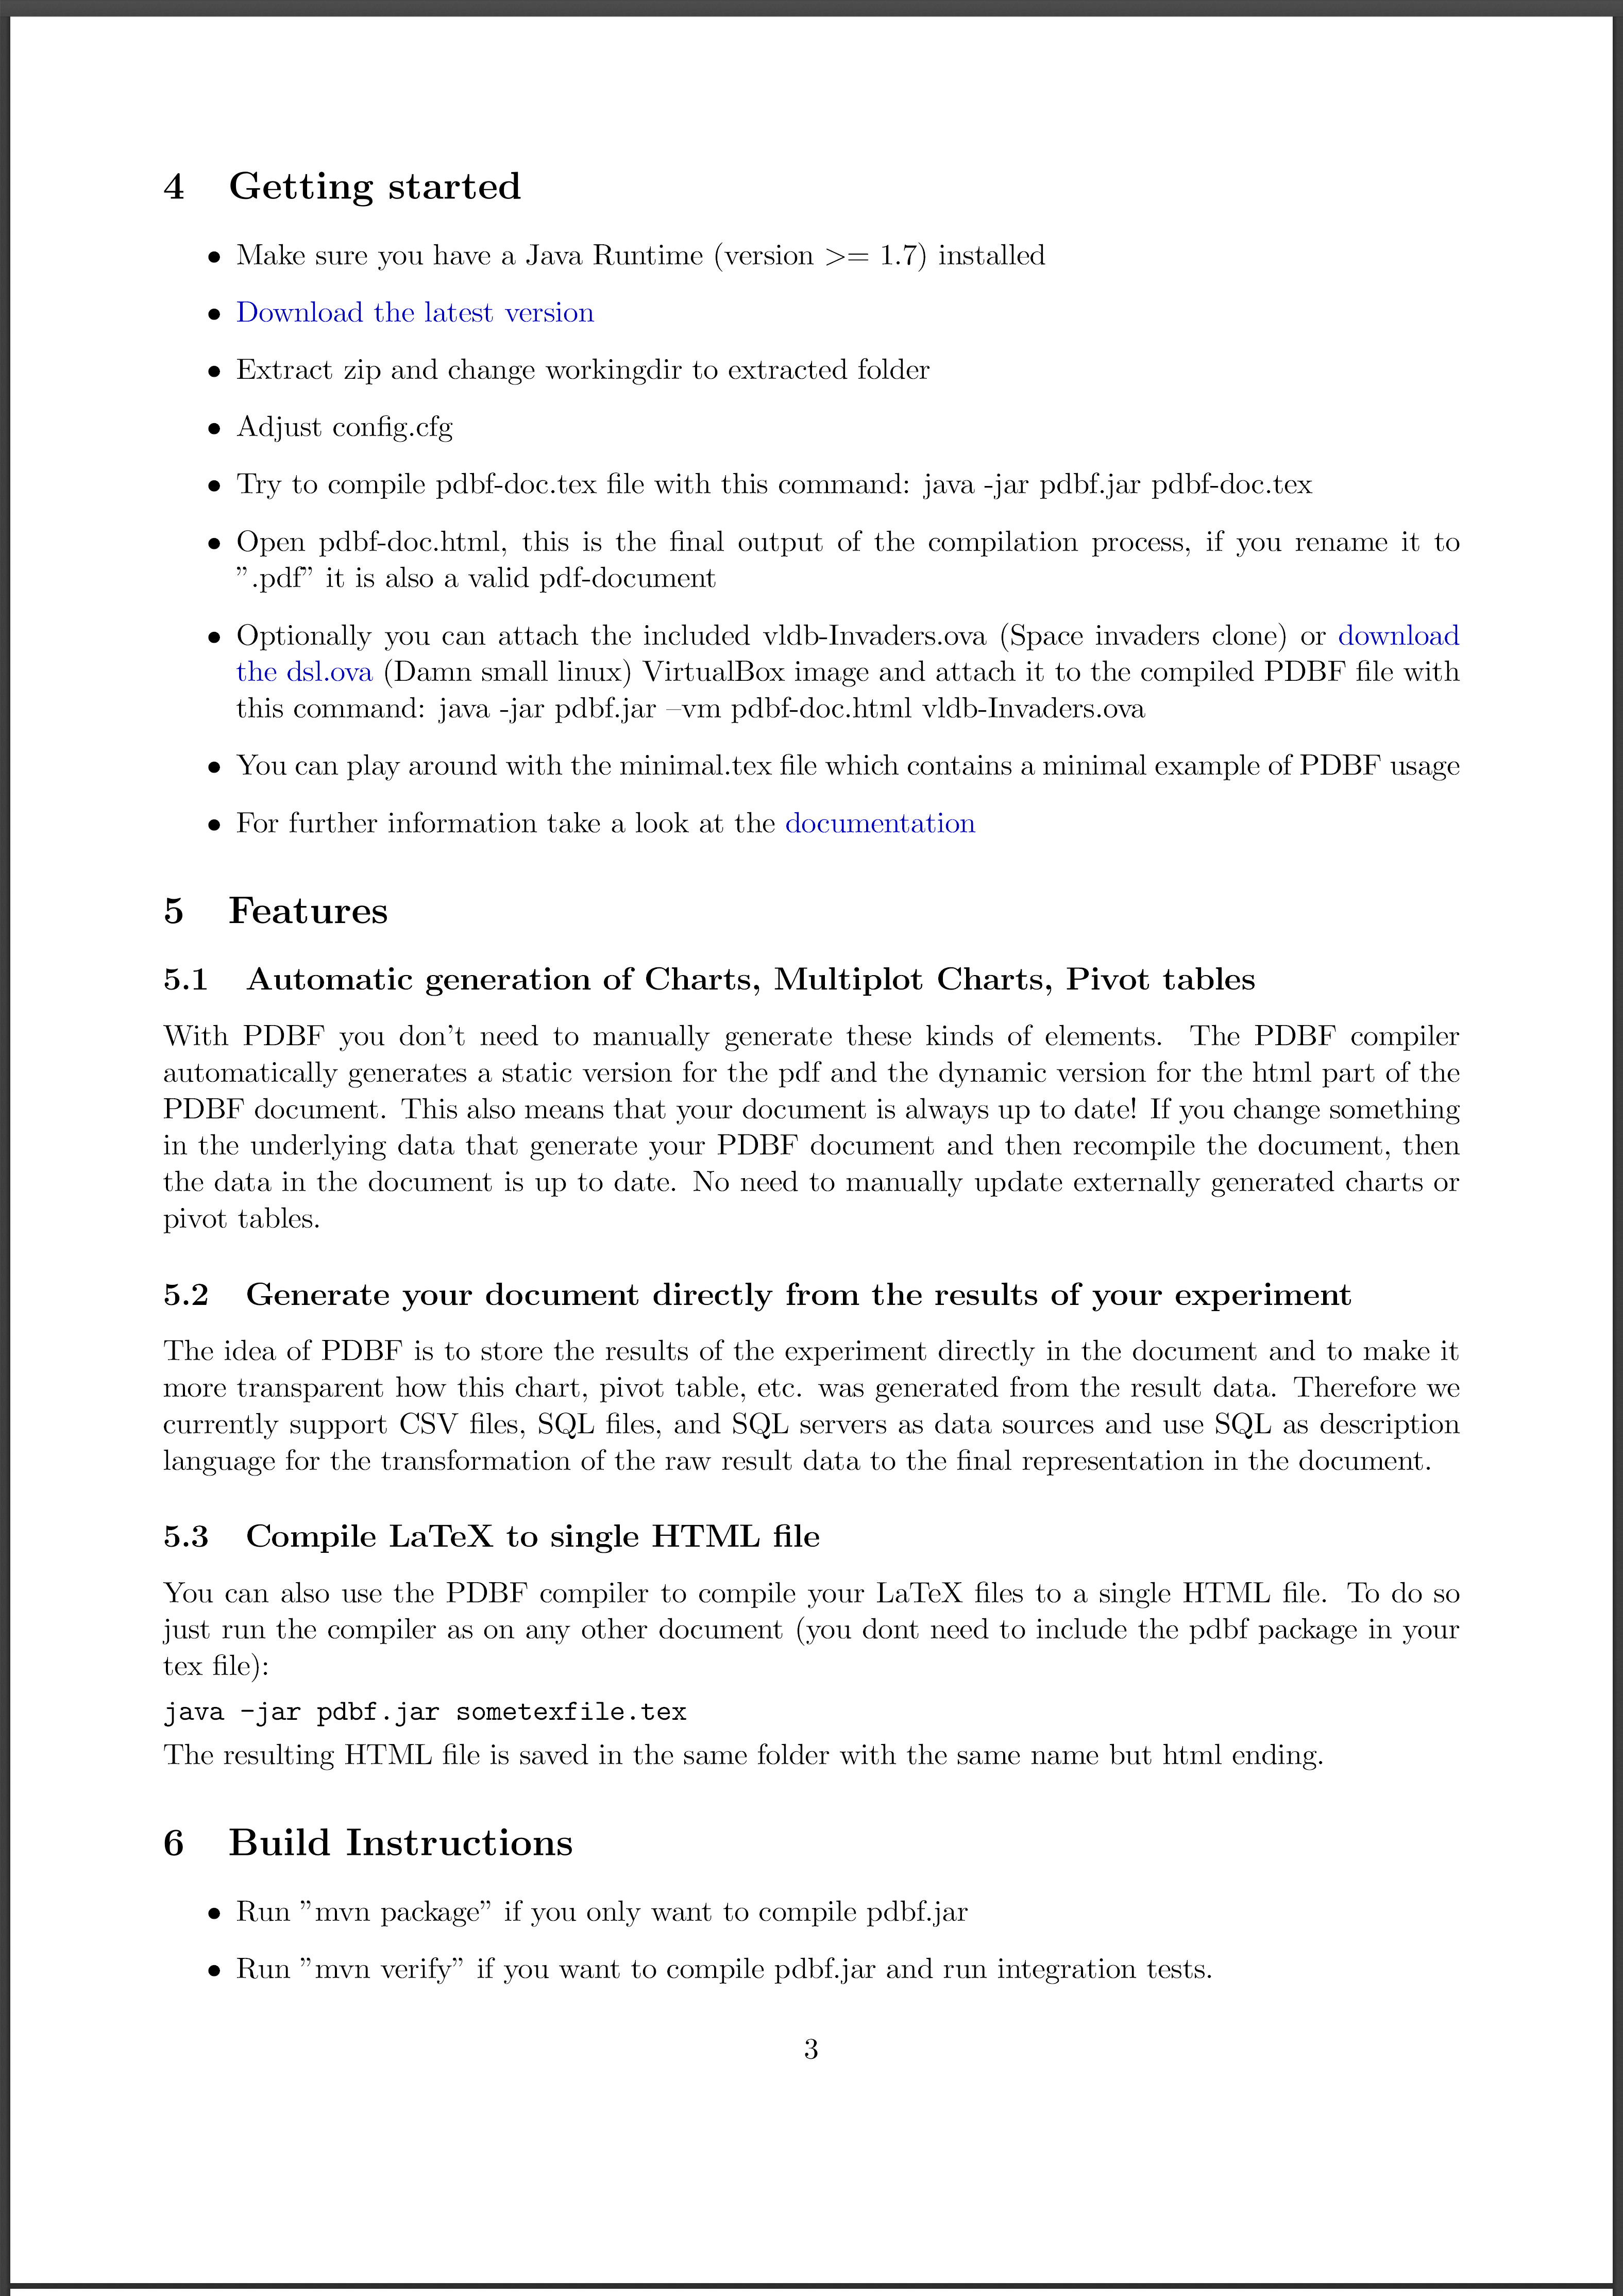 4 Getting started
• Make sure you have a Java Runtime (version >= 1.7) installed
• Download the latest version
• Extract zip and change workingdir to extracted folder
• Adjust config.cfg
• Try to compile pdbf-doc.tex file with this command: java -jar pdbf.jar pdbf-doc.tex
• Open pdbf-doc.html, this is the final output of the compilation process, if you rename it to
”.pdf” it is also a valid pdf-document
• Optionally you can attach the included vldb-Invaders.ova (Space invaders clone) or download
the dsl.ova (Damn small linux) VirtualBox image and attach it to the compiled PDBF file with
this command: java -jar pdbf.jar –vm pdbf-doc.html vldb-Invaders.ova
• You can play around with the minimal.tex file which contains a minimal example of PDBF usage
• For further information take a look at the documentation
5 Features
5.1 Automatic generation of Charts, Multiplot Charts, Pivot tables
With PDBF you don’t need to manually generate these kinds of elements. The PDBF compiler
automatically generates a static version for the pdf and the dynamic version for the html part of the
PDBF document. This also means that your document is always up to date! If you change something
in the underlying data that generate your PDBF document and then recompile the document, then
the data in the document is up to date. No need to manually update externally generated charts or
pivot tables.
5.2 Generate your document directly from the results of your experiment
The idea of PDBF is to store the results of the experiment directly in the document and to make it
more transparent how this chart, pivot table, etc. was generated from the result data. Therefore we
currently support CSV files, SQL files, and SQL servers as data sources and use SQL as description
language for the transformation of the raw result data to the final representation in the document.
5.3 Compile LaTeX to single HTML file
You can also use the PDBF compiler to compile your LaTeX files to a single HTML file. To do so
just run the compiler as on any other document (you dont need to include the pdbf package in your
tex file):
java -jar pdbf.jar sometexfile.tex
The resulting HTML file is saved in the same folder with the same name but html ending.
6 Build Instructions
• Run ”mvn package” if you only want to compile pdbf.jar
• Run ”mvn verify” if you want to compile pdbf.jar and run integration tests.
3